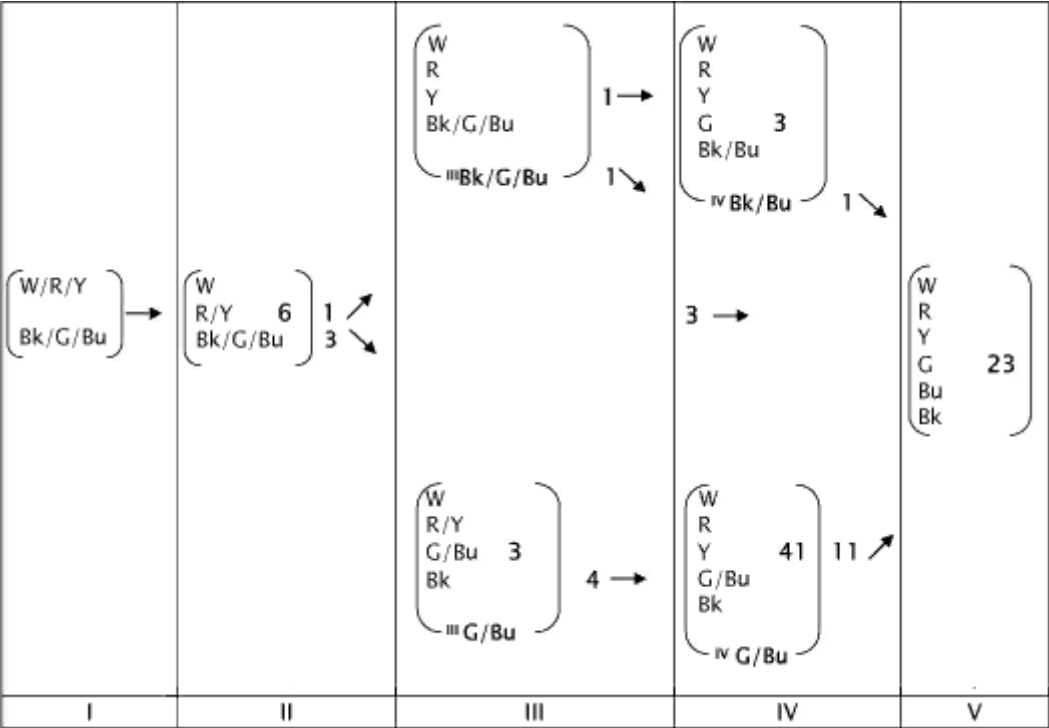 W/R/Y
Bk/G/Bu
W
R/Y 6
Bk/G/Bu
1
3
W
R
Y
Bk/G/Bu
III Bk/G/Bu
1
1
W
R/Y
G/Bu 3
Bk
III G/Bu
4
W
R
Y
G 3
Bk/Bu
IV Bk/Bu
1
3
W
R
Y 41
G/Bu
Bk
IV G/Bu
11
W
R
Y
G 23
Bu
Bk
I II III IV V